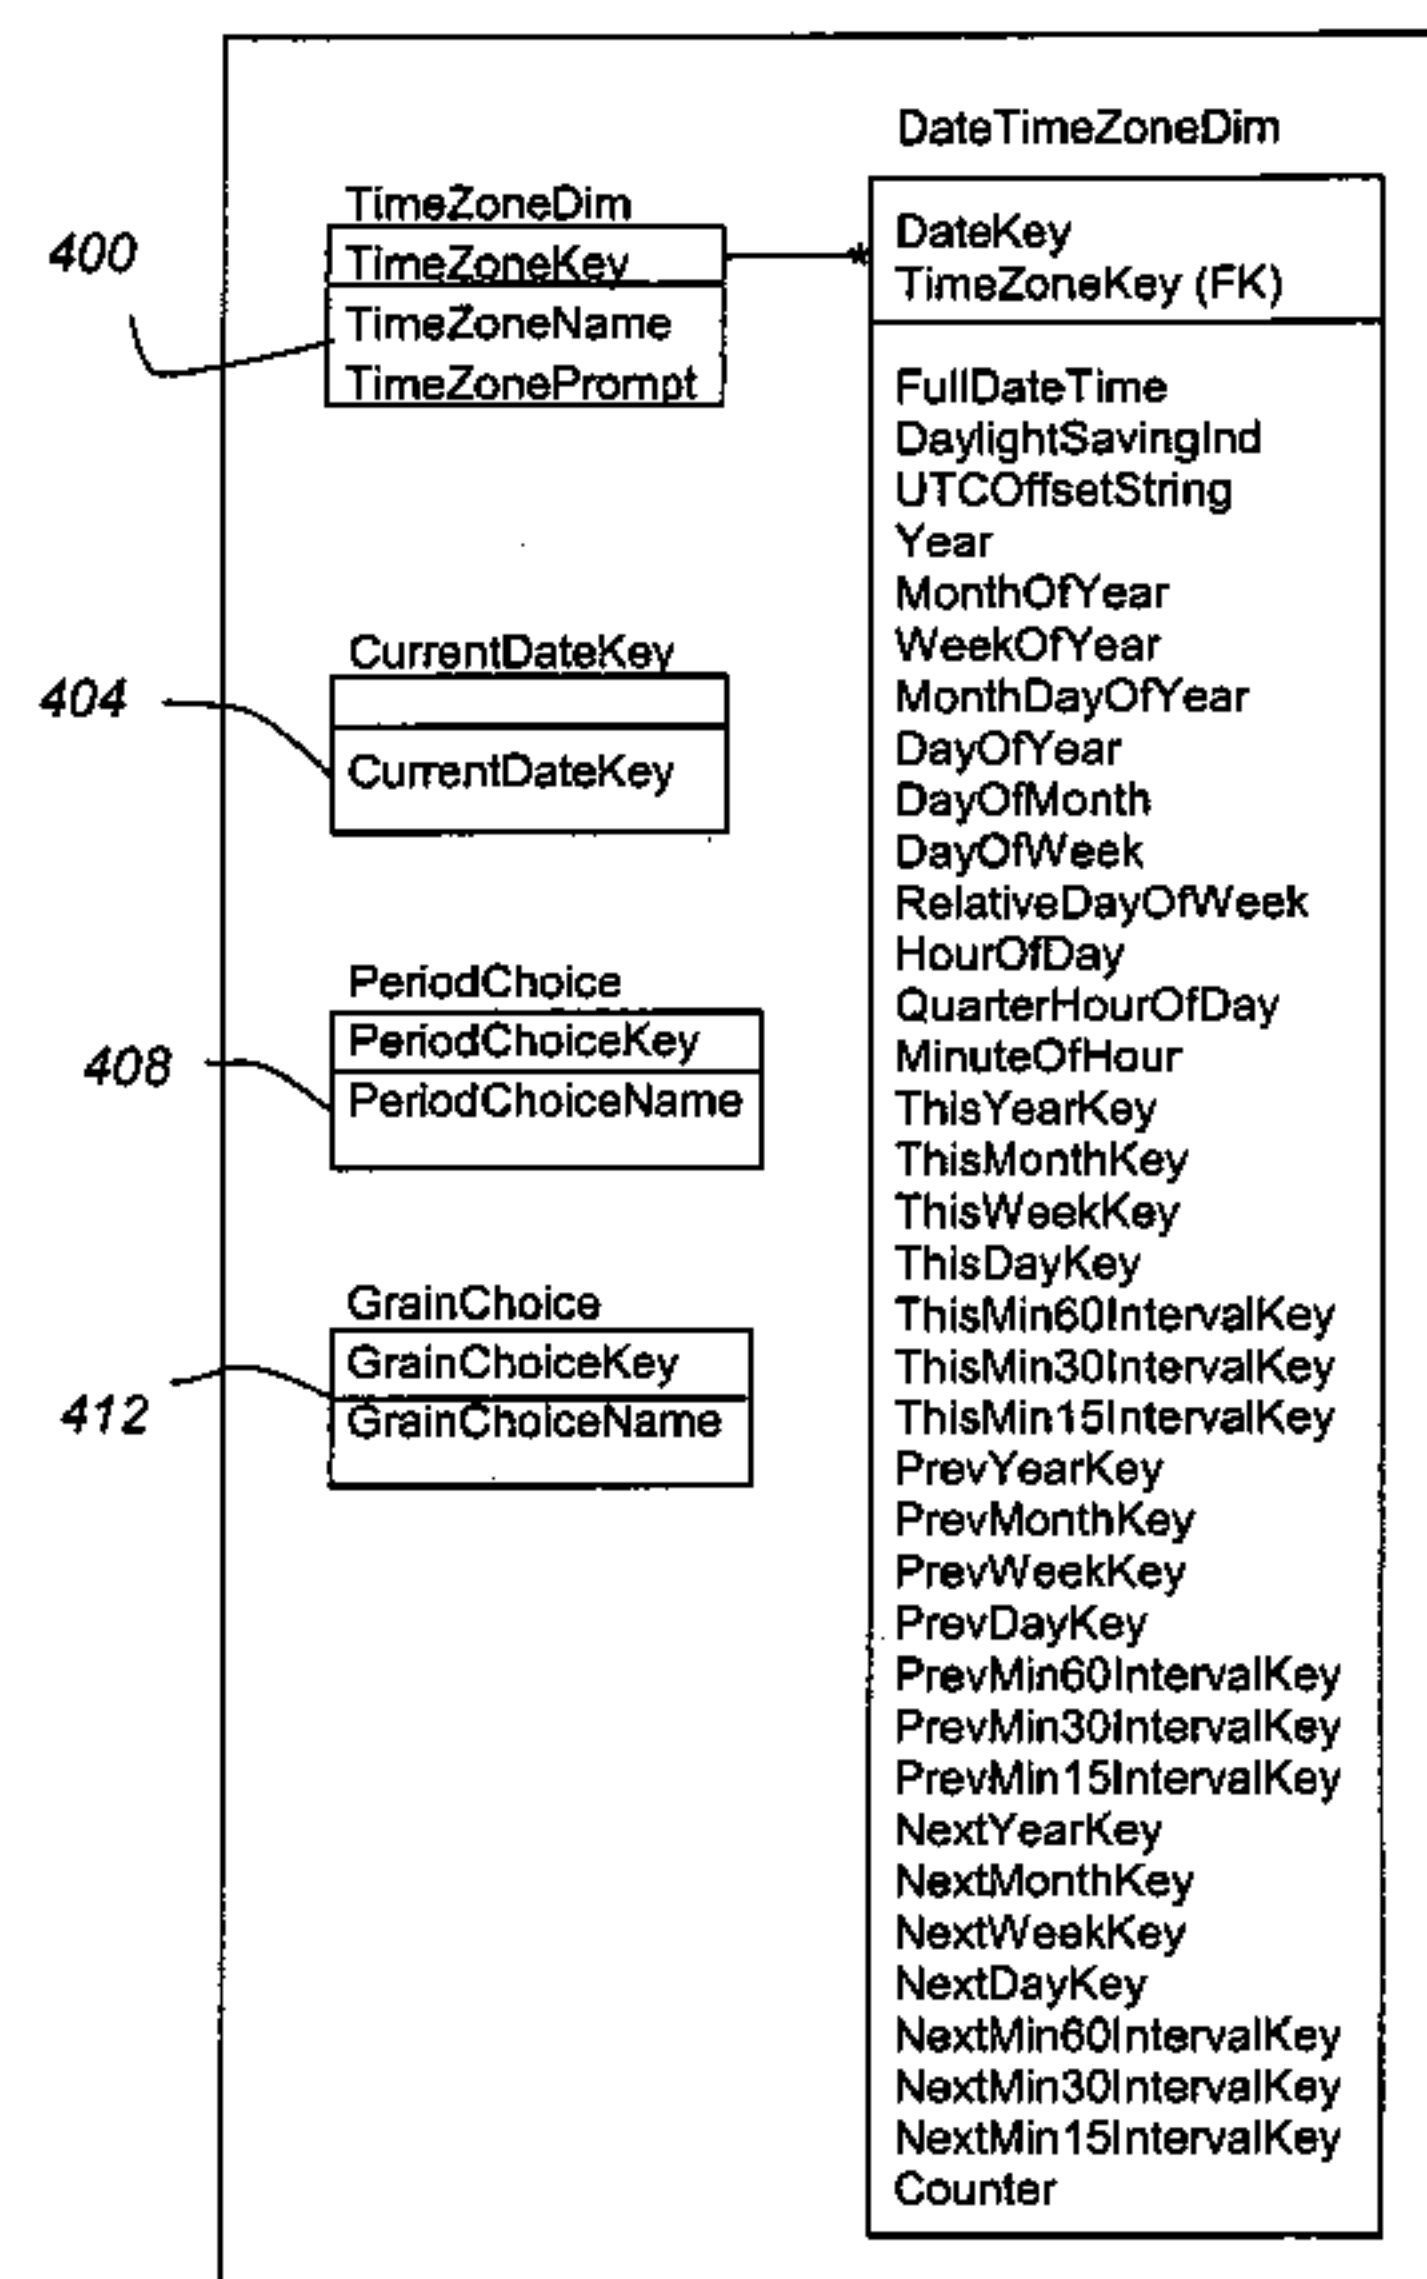 400
TimeZoneDim
TimeZoneKey
TimeZoneName
TimeZonePrompt
404
CurrentDateKey
CurrentDateKey
408
PeriodChoice
PeriodChoiceKey
PeriodChoiceName
412
GrainChoice
GrainChoiceKey
GrainChoiceName
DateTimeZoneDim
*
DateKey
TimeZoneKey (FK)
FullDateTime
DaylightSavingInd
UTCOffsetString
Year
MonthOfYear
WeekOfYear
MonthDayOfYear
DayOfYear
DayOfMonth
DayOfWeek
RelativeDayOfWeek
HourOfDay
QuarterHourOfDay
MinuteOfHour
ThisYearKey
ThisMonthKey
ThisWeekKey
ThisDayKey
ThisMin60IntervalKey
ThisMin30IntervalKey
ThisMin15IntervalKey
PrevYearKey
PrevMonthKey
PrevWeekKey
PrevDayKey
PrevMin60IntervalKey
PrevMin30IntervalKey
PrevMin15IntervalKey
NextYearKey
NextMonthKey
NextWeekKey
NextDayKey
NextMin60IntervalKey
NextMin30IntervalKey
NextMin15IntervalKey
Counter